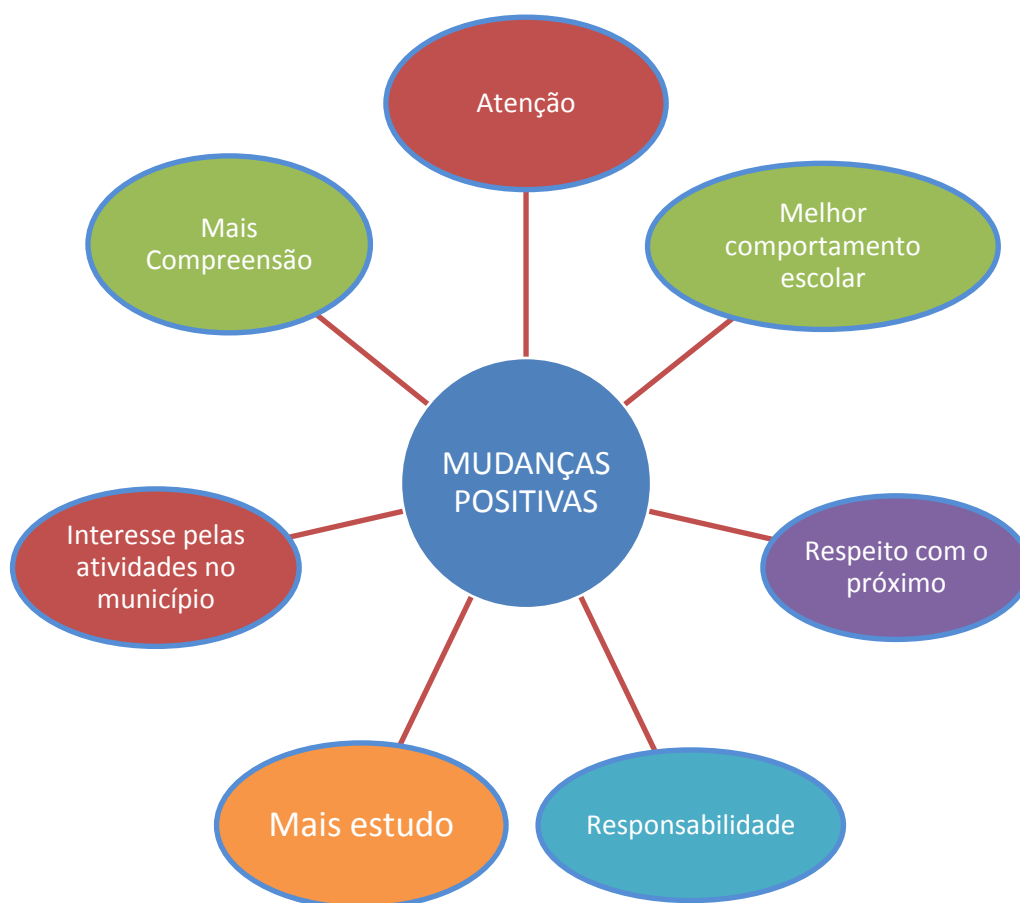 Atenção
Mais
Compreensão
Melhor
comportamento
escolar
MUDANÇAS
POSITIVAS
Interesse pelas
atividades no
município
Respeito com o
próximo
Mais estudo
Responsabilidade